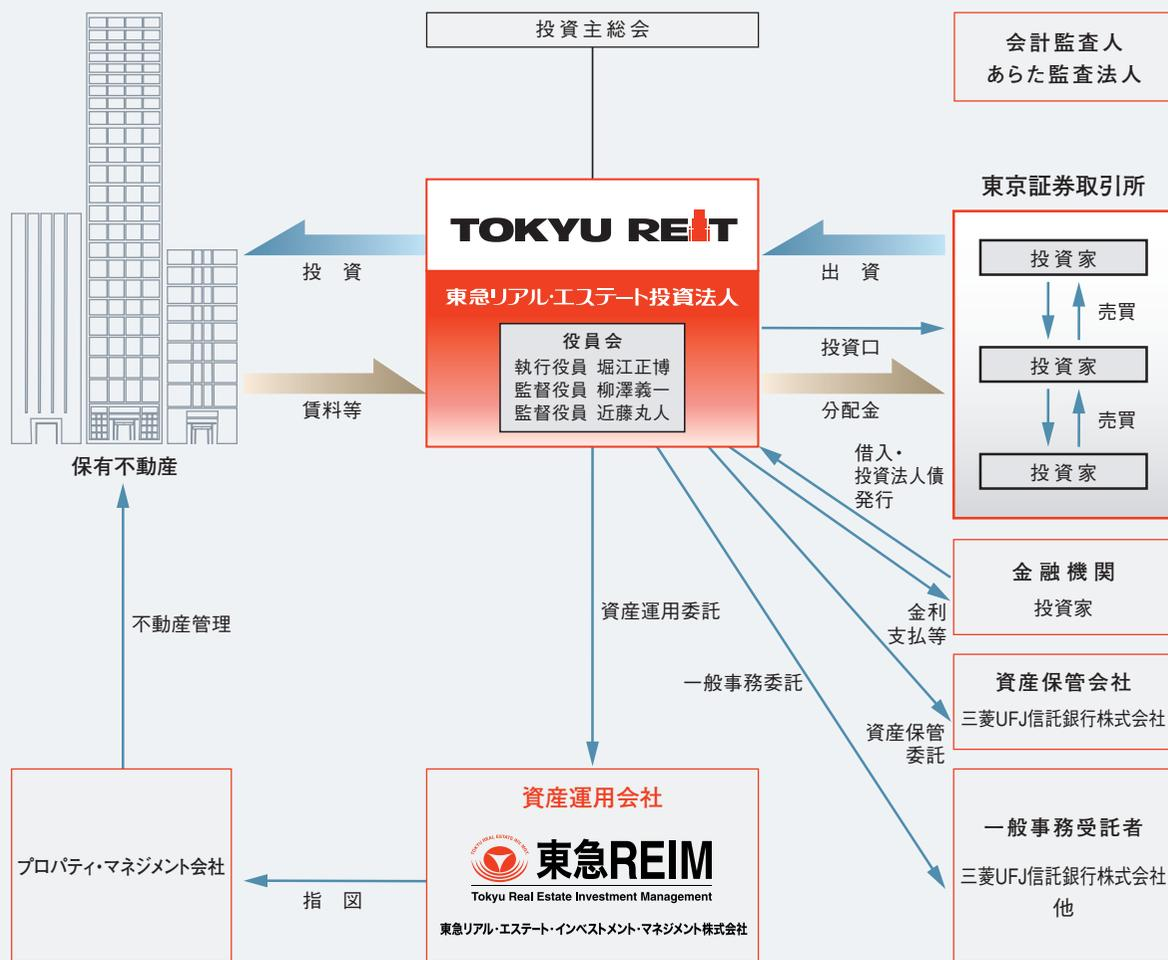 投資主総会
会計監査人
あらた監査法人
TOKYU REIT
東急リアル・エステート投資法人
役員会
執行役員 堀江正博
監督役員 柳澤義一
監督役員 近藤丸人
投 資
賃料等
保有不動産
出 資
投資口
分配金
東京証券取引所
投資家
売買
投資家
売買
投資家
借入・
投資法人債
発行
金利
支払等
金融機関
投資家
資産保管会社
三菱UFJ信託銀行株式会社
資産保管
委託
不動産管理
資産運用委託
一般事務委託
一般事務受託者
三菱UFJ信託銀行株式会社
他
プロパティ・マネジメント会社
指 図
資産運用会社
東急REIM
Tokyu Real Estate Investment Management
東急リアル・エステート・インベストメント・マネジメント株式会社